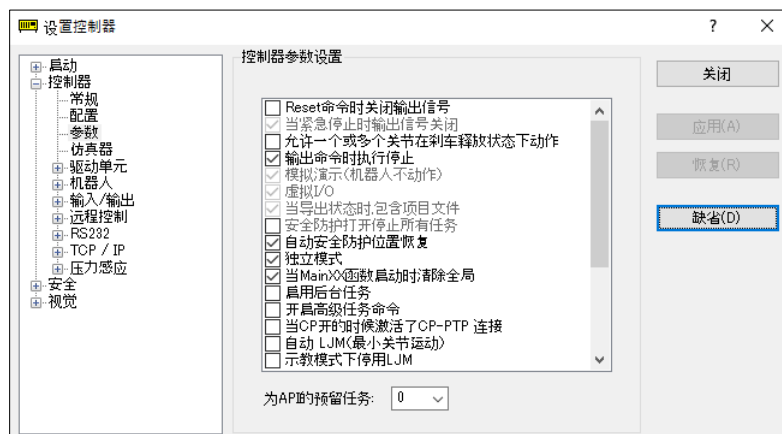 设置控制器
启动
控制器
常规
配置
参数
仿真器
驱动单元
机器人
输入/输出
远程控制
RS232
TCP / IP
压力感应
安全
视觉
控制器参数设置
Reset命令时关闭输出信号
当紧急停止时输出信号关闭
允许一个或多个关节在刹车释放状态下动作
输出命令时执行停止
模拟演示(机器人不动作)
虚拟I/O
当导出状态时,包含项目文件
安全防护打开停止所有任务
自动安全防护位置恢复
独立模式
当MainXX函数启动时清除全局
启用后台任务
开启高级任务命令
当CP开的时候激活了CP-PTP 连接
自动 LJM(最小关节运动)
示教模式下停用LJM
为API的预留任务:
0
关闭
应用(A)
恢复(R)
缺省(D)